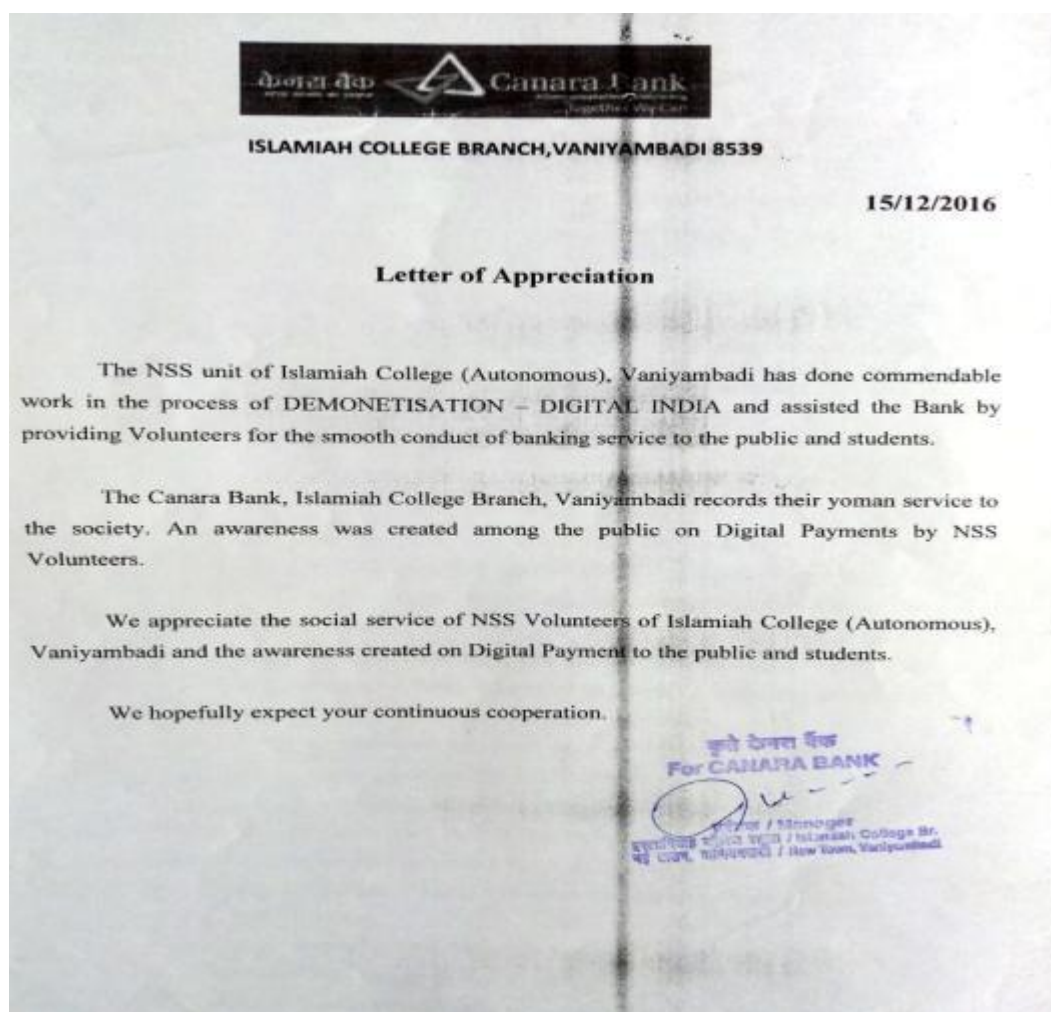 केनरा बैंक Canara Bank
Together We Can
ISLAMIAH COLLEGE BRANCH,VANIYAMBADI 8539
15/12/2016
Letter of Appreciation
The NSS unit of Islamiah College (Autonomous), Vaniyambadi has done commendable
work in the process of DEMONETISATION – DIGITAL INDIA and assisted the Bank by
providing Volunteers for the smooth conduct of banking service to the public and students.
The Canara Bank, Islamiah College Branch, Vaniyambadi records their yoman service to
the society. An awareness was created among the public on Digital Payments by NSS
Volunteers.
We appreciate the social service of NSS Volunteers of Islamiah College (Autonomous),
Vaniyambadi and the awareness created on Digital Payment to the public and students.
We hopefully expect your continuous cooperation.
कृते केनरा बैंक
For CANARA BANK
/ Manager
/ Islamiah College Br.
/ New Town, Vaniyambadi